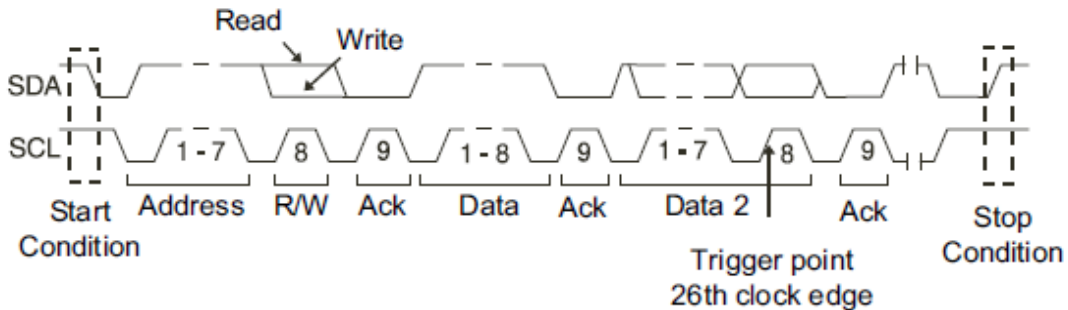 Read
Write
SDA
SCL
1 - 7
8
9
1 - 8
9
1 - 7
8
9
Start
Condition
Address
R/W
Ack
Data
Ack
Data 2
Ack
Stop
Condition
Trigger point
26th clock edge